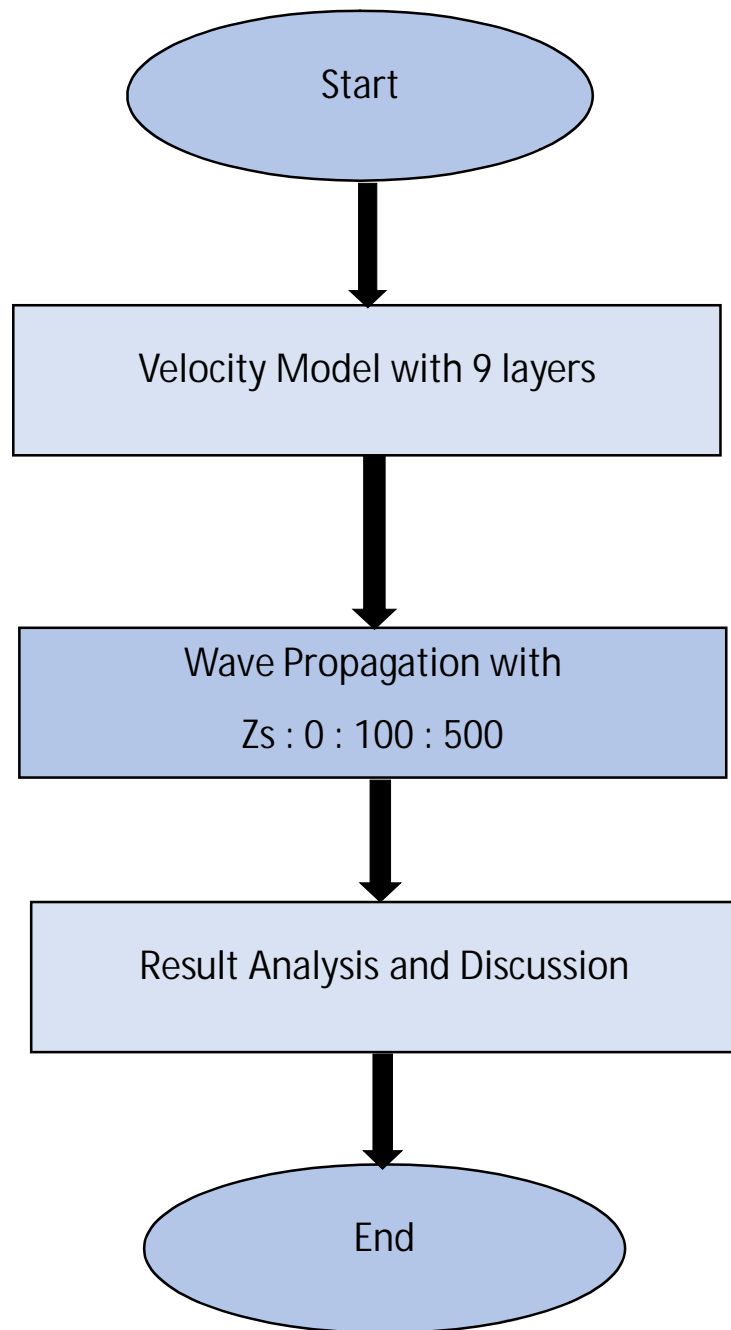 Start
Velocity Model with 9 layers
Wave Propagation with
Zs : 0 : 100 : 500
Result Analysis and Discussion
End